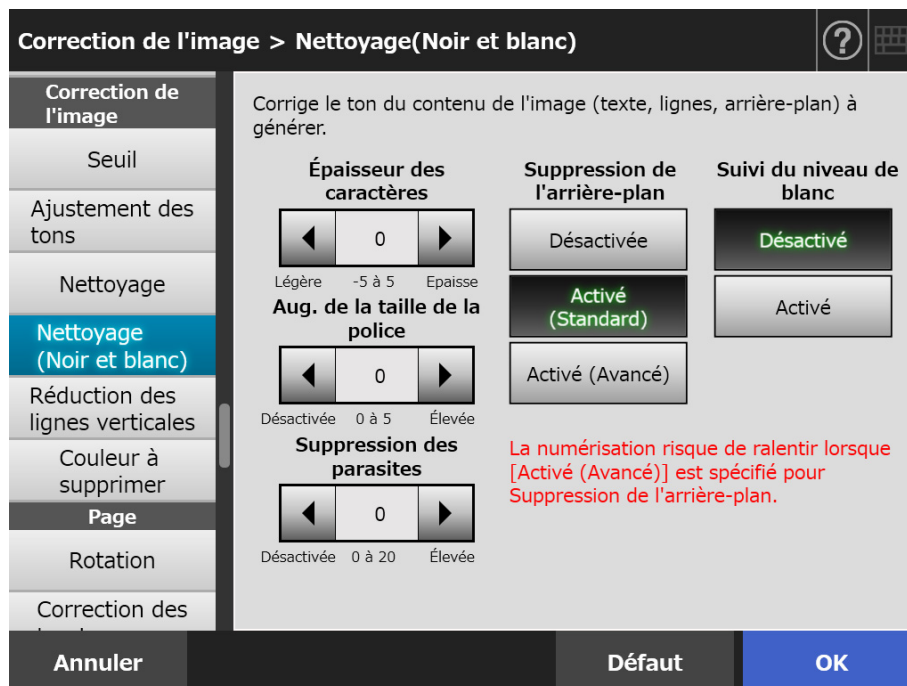 Correction de l'image > Nettoyage(Noir et blanc)
?
Correction de
l'image
Seuil
Ajustement des
tons
Nettoyage
Nettoyage
(Noir et blanc)
Réduction des
lignes verticales
Couleur à
supprimer
Page
Rotation
Correction des
Corrige le ton du contenu de l'image (texte, lignes, arrière-plan) à
générer.
Épaisseur des
caractères
0
Légère -5 à 5 Epaisse
Aug. de la taille de la
police
0
Désactivée 0 à 5 Élevée
Suppression des
parasites
0
Désactivée 0 à 20 Élevée
Suppression de
l'arrière-plan
Désactivée
Activé
(Standard)
Activé (Avancé)
Suivi du niveau de
blanc
Désactivé
Activé
La numérisation risque de ralentir lorsque
[Activé (Avancé)] est spécifié pour
Suppression de l'arrière-plan.
Annuler
Défaut
OK